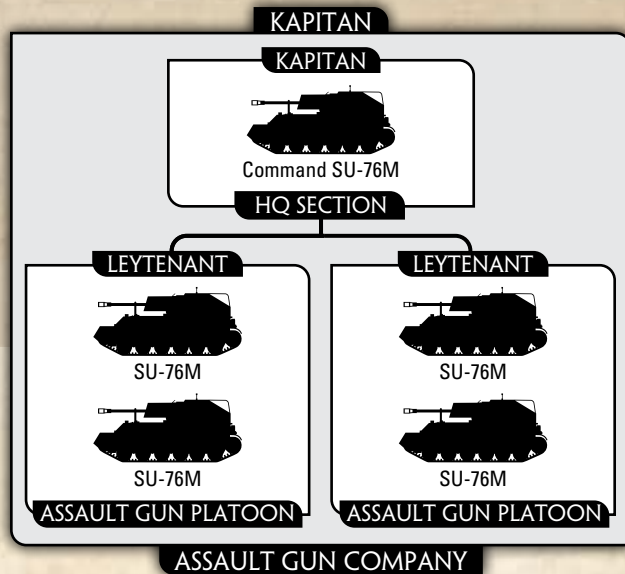 KAPITAN
KAPITAN
Command SU-76M
HQ SECTION
LEYTENANT
SU-76M
SU-76M
ASSAULT GUN PLATOON
LEYTENANT
SU-76M
SU-76M
ASSAULT GUN PLATOON
ASSAULT GUN COMPANY